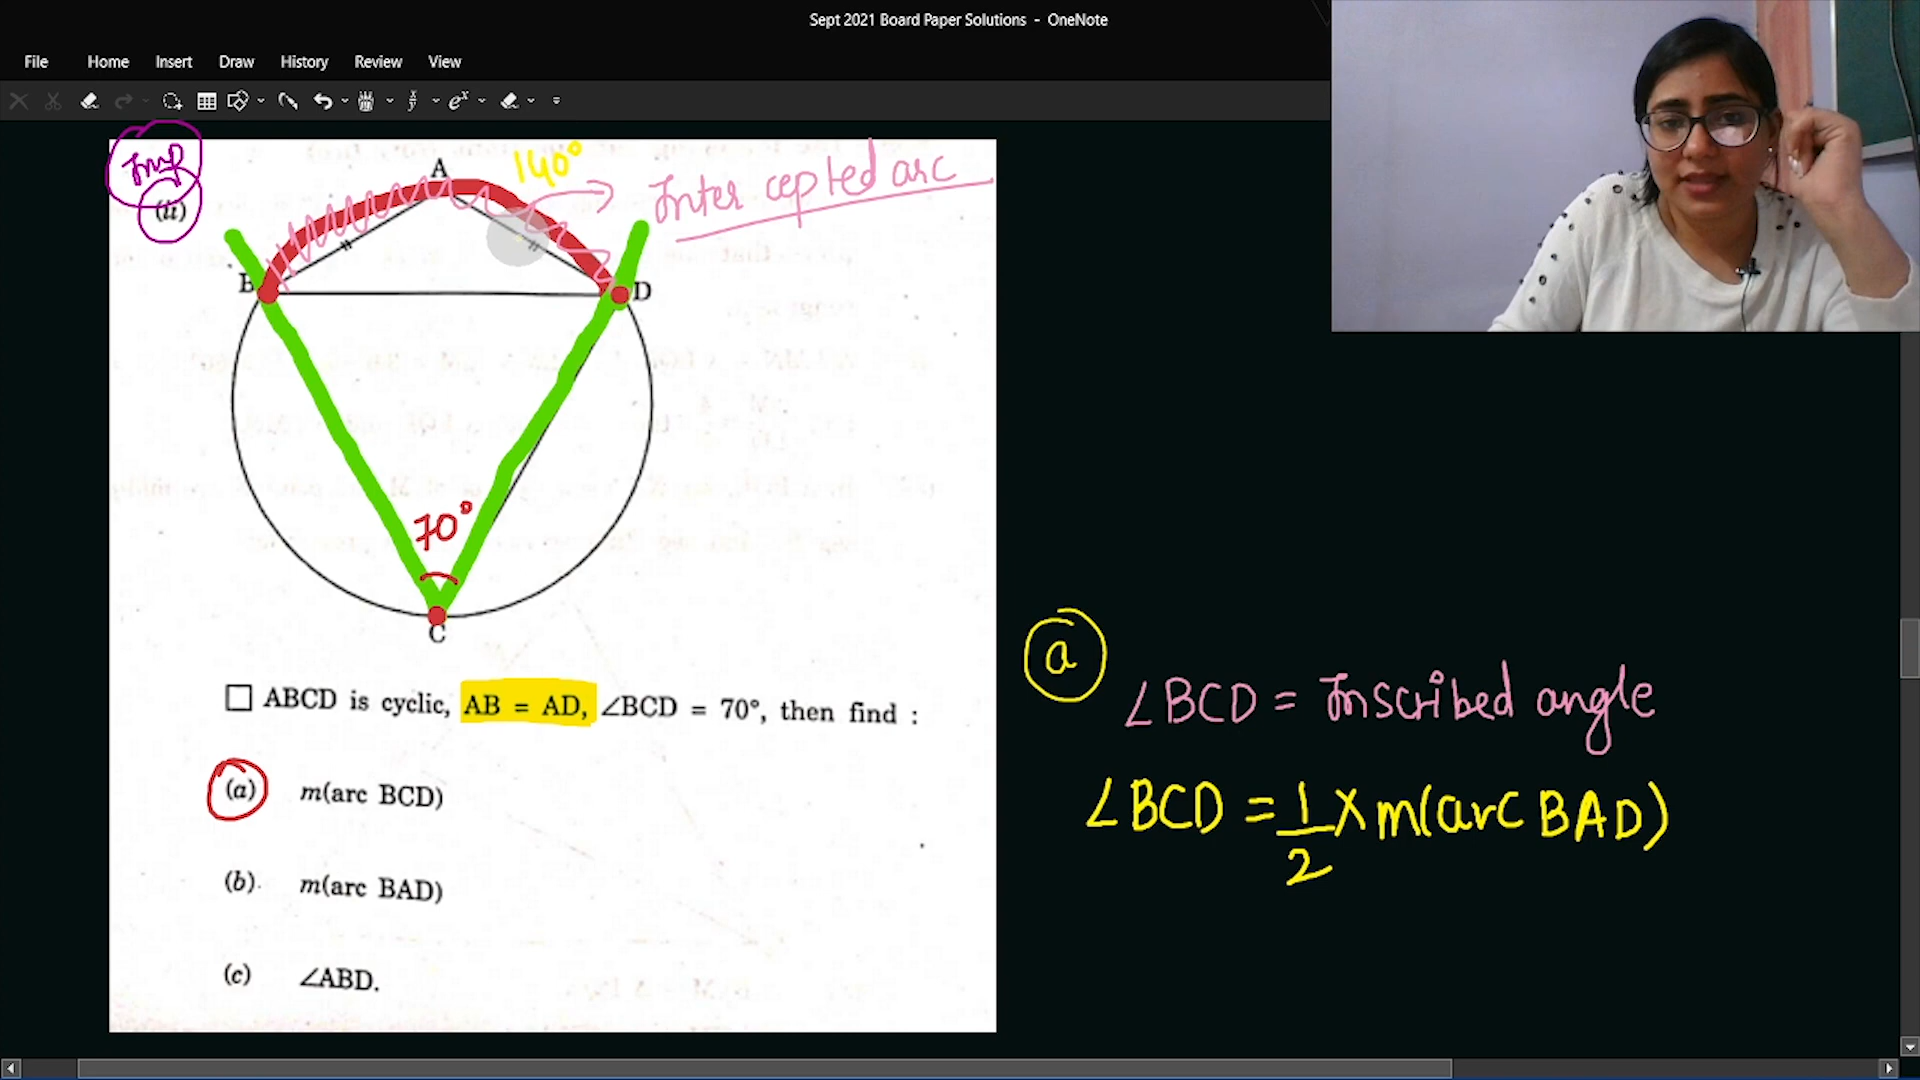 Sept 2021 Board Paper Solutions - OneNote
File Home Insert Draw History Review View
Imp
(ii)
A
140°
Inter cepted arc
B
D
70°
C
□ ABCD is cyclic, AB = AD, ∠BCD = 70°, then find :
(a) m(arc BCD)
(b) m(arc BAD)
(c) ∠ABD.
a
∠BCD = Inscribed angle
∠BCD = 1/2 × m(arc BAD)